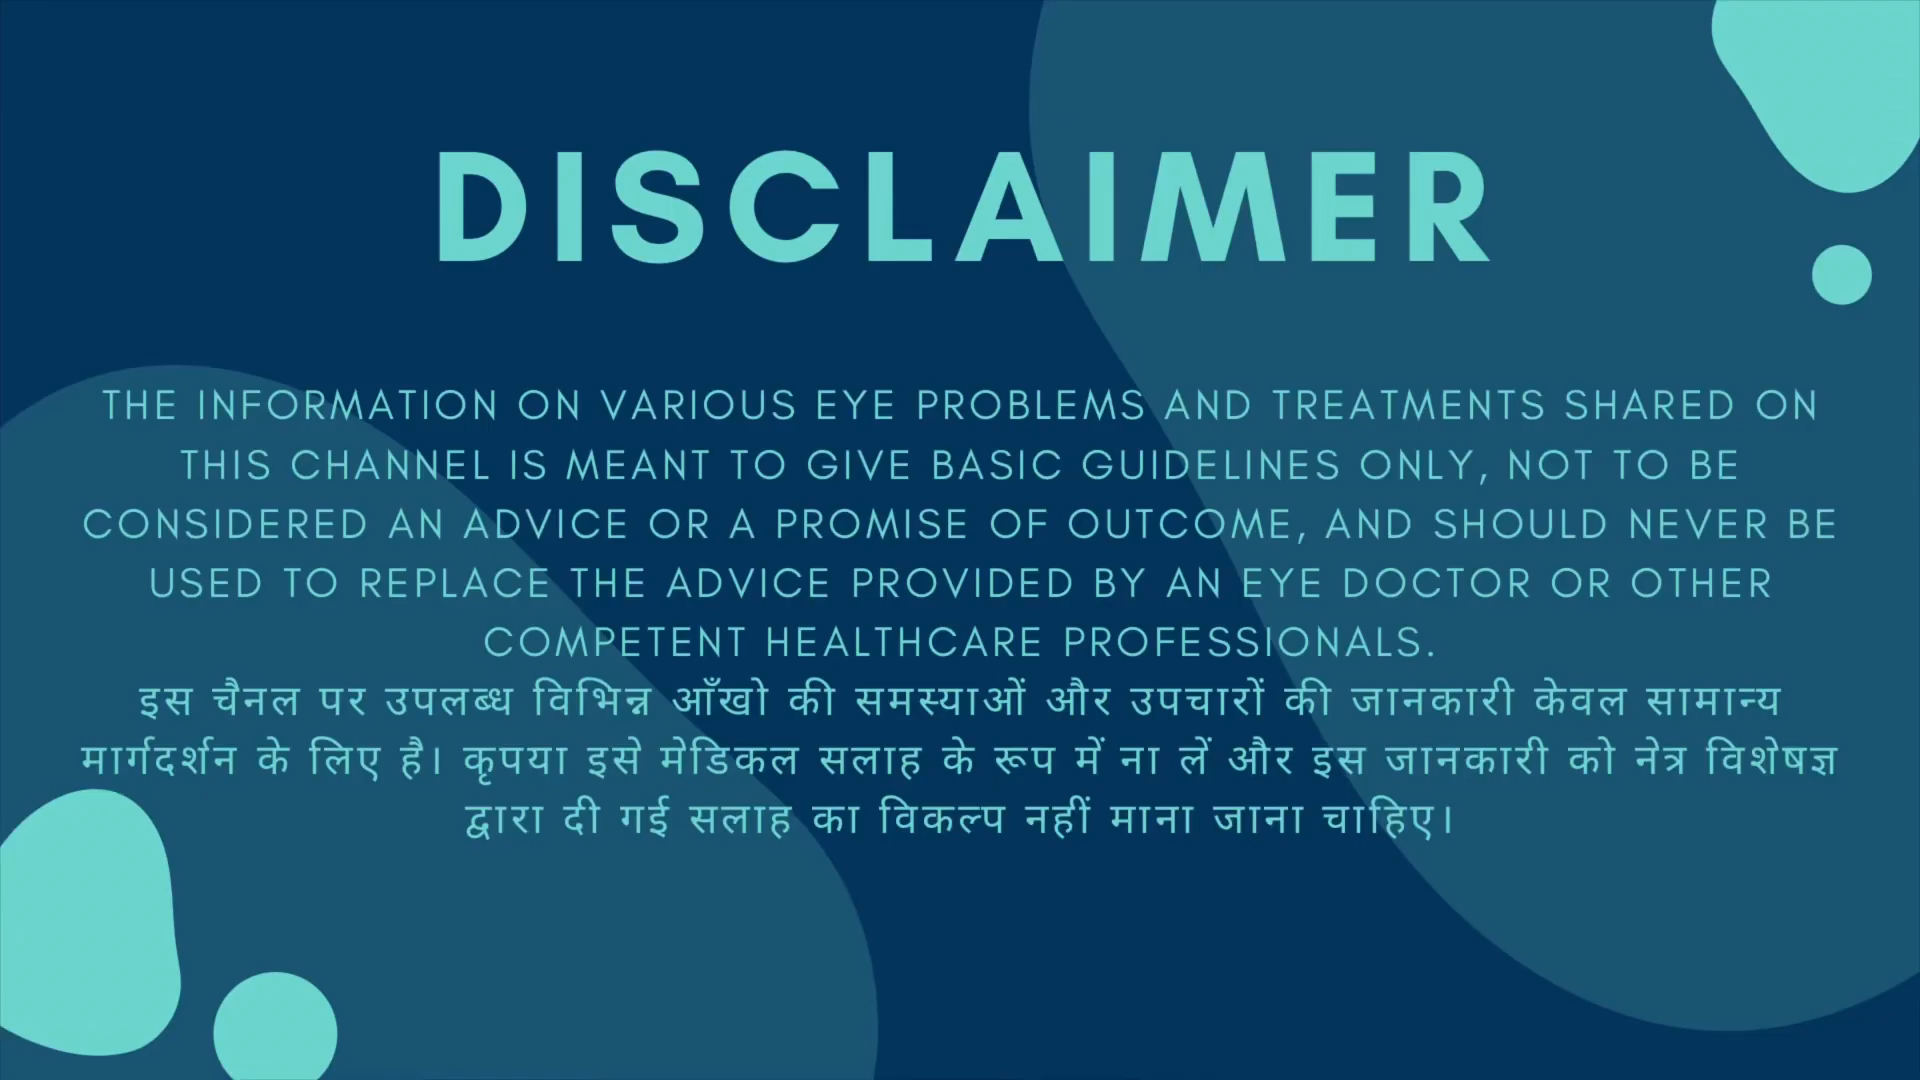 DISCLAIMER
THE INFORMATION ON VARIOUS EYE PROBLEMS AND TREATMENTS SHARED ON
THIS CHANNEL IS MEANT TO GIVE BASIC GUIDELINES ONLY, NOT TO BE
CONSIDERED AN ADVICE OR A PROMISE OF OUTCOME, AND SHOULD NEVER BE
USED TO REPLACE THE ADVICE PROVIDED BY AN EYE DOCTOR OR OTHER
COMPETENT HEALTHCARE PROFESSIONALS.
इस चैनल पर उपलब्ध विभिन्न आँखो की समस्याओं और उपचारों की जानकारी केवल सामान्य
मार्गदर्शन के लिए है। कृपया इसे मेडिकल सलाह के रूप में ना लें और इस जानकारी को नेत्र विशेषज्ञ
द्वारा दी गई सलाह का विकल्प नहीं माना जाना चाहिए।